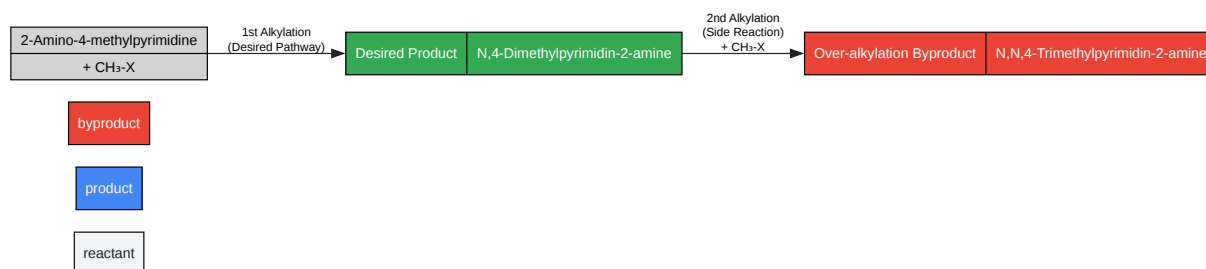 2-Amino-4-methylpyrimidine
+ CH₃-X
1st Alkylation
(Desired Pathway)
Desired Product
N,4-Dimethylpyrimidin-2-amine
2nd Alkylation
(Side Reaction)
+ CH₃-X
Over-alkylation Byproduct
N,N,4-Trimethylpyrimidin-2-amine
byproduct
product
reactant